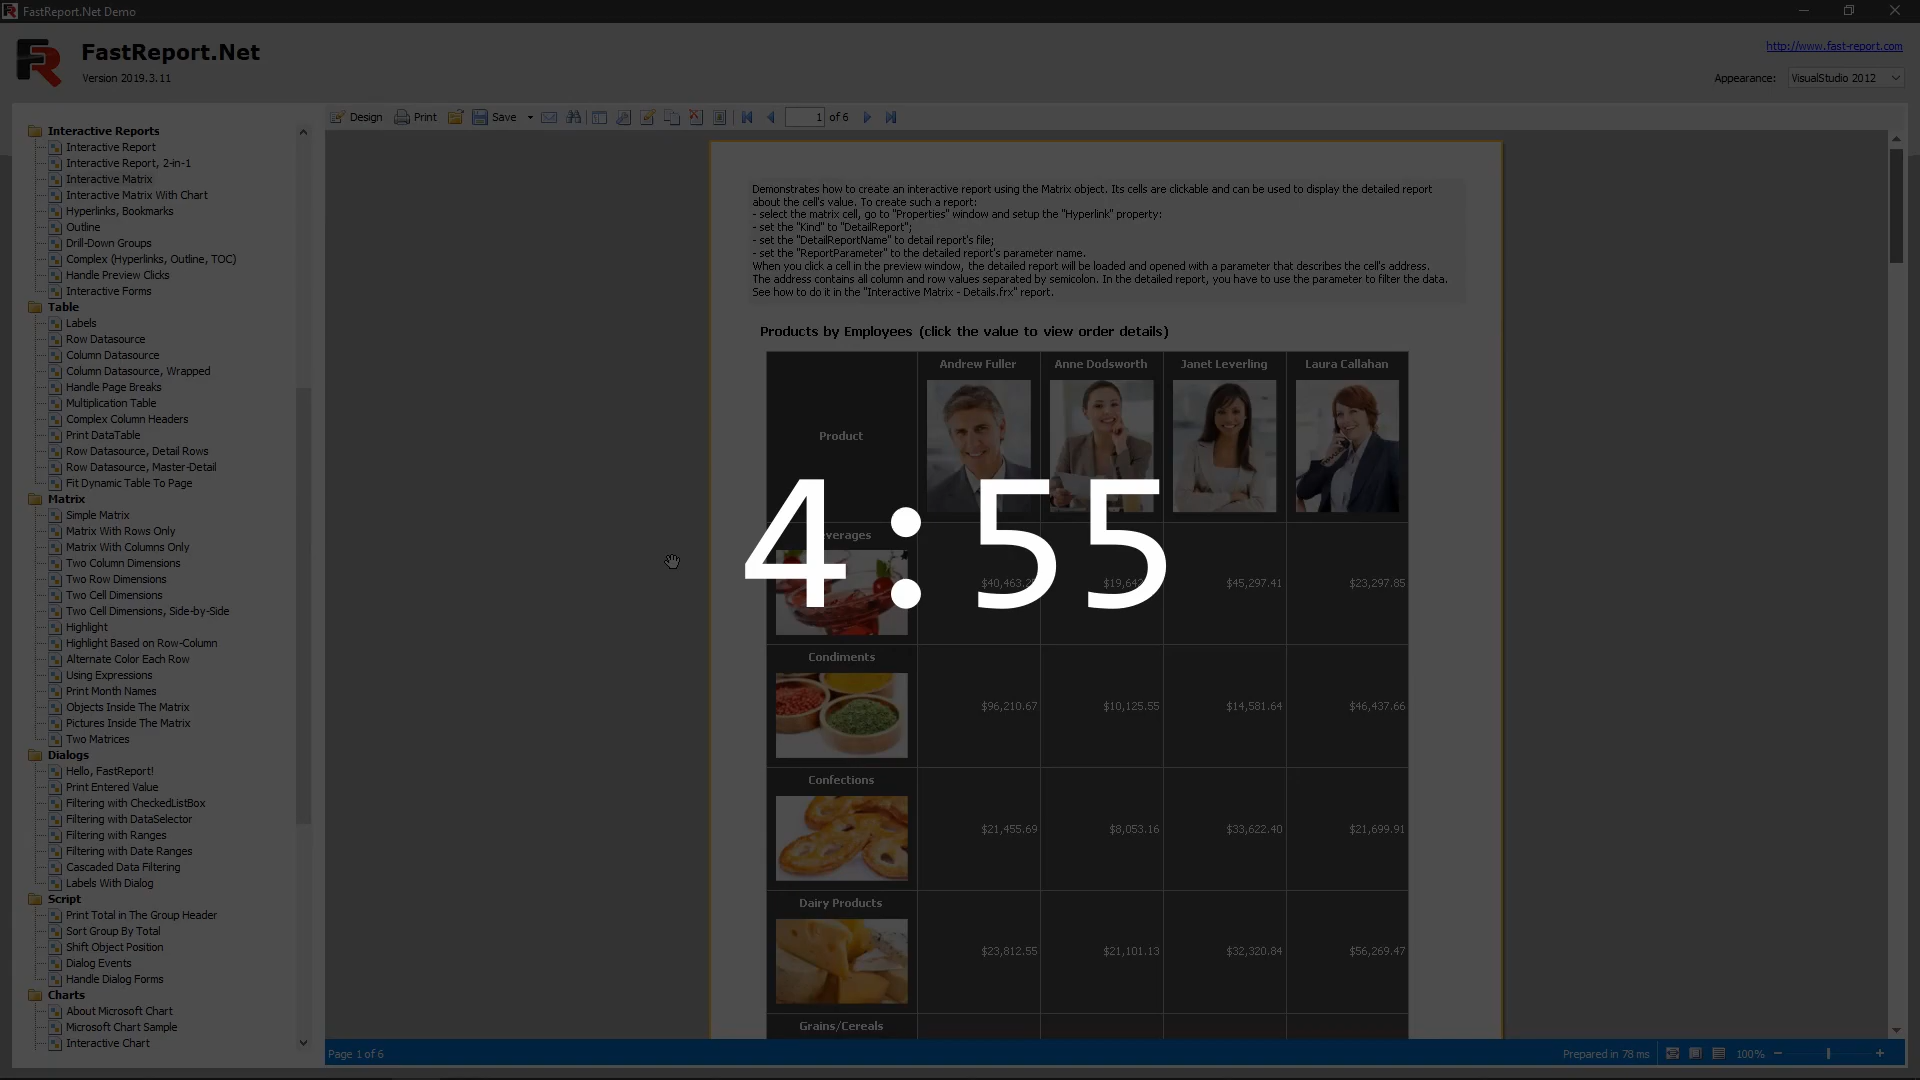 FastReport.Net Demo
FastReport.Net
Version 2019.3.11
http://www.fast-report.com
Appearance: VisualStudio 2012
Design Print Save 1 of 6
Interactive Reports
Interactive Report
Interactive Report, 2-in-1
Interactive Matrix
Interactive Matrix With Chart
Hyperlinks, Bookmarks
Outline
Drill-Down Groups
Complex (Hyperlinks, Outline, TOC)
Handle Preview Clicks
Interactive Forms
Table
Labels
Row Datasource
Column Datasource
Column Datasource, Wrapped
Handle Page Breaks
Multiplication Table
Complex Column Headers
Print DataTable
Row Datasource, Detail Rows
Row Datasource, Master-Detail
Fit Dynamic Table To Page
Matrix
Simple Matrix
Matrix With Rows Only
Matrix With Columns Only
Two Column Dimensions
Two Row Dimensions
Two Cell Dimensions
Two Cell Dimensions, Side-by-Side
Highlight
Highlight Based on Row-Column
Alternate Color Each Row
Using Expressions
Print Month Names
Objects Inside The Matrix
Pictures Inside The Matrix
Two Matrices
Dialogs
Hello, FastReport!
Print Entered Value
Filtering with CheckedListBox
Filtering with DataSelector
Filtering with Ranges
Filtering with Date Ranges
Cascaded Data Filtering
Labels With Dialog
Script
Print Total in The Group Header
Sort Group By Total
Shift Object Position
Dialog Events
Handle Dialog Forms
Charts
About Microsoft Chart
Microsoft Chart Sample
Interactive Chart
Demonstrates how to create an interactive report using the Matrix object. Its cells are clickable and can be used to display the detailed report
about the cell's value. To create such a report:
- select the matrix cell, go to "Properties" window and setup the "Hyperlink" property:
- set the "Kind" to "DetailReport";
- set the "DetailReportName" to detail report's file;
- set the "ReportParameter" to the detailed report's parameter name.
When you click a cell in the preview window, the detailed report will be loaded and opened with a parameter that describes the cell's address.
The address contains all column and row values separated by semicolon. In the detailed report, you have to use the parameter to filter the data.
See how to do it in the "Interactive Matrix - Details.frx" report.
Products by Employees (click the value to view order details)
Product Andrew Fuller Anne Dodsworth Janet Leverling Laura Callahan
4:55
$45,297.41 $23,297.85
Condiments
$96,210.67 $10,125.55 $14,581.64 $46,437.66
Confections
$21,455.69 $8,053.16 $33,622.40 $21,699.91
Dairy Products
$23,812.55 $21,101.13 $32,320.84 $56,269.47
Grains/Cereals
Page 1 of 6
Prepared in 78 ms 100%